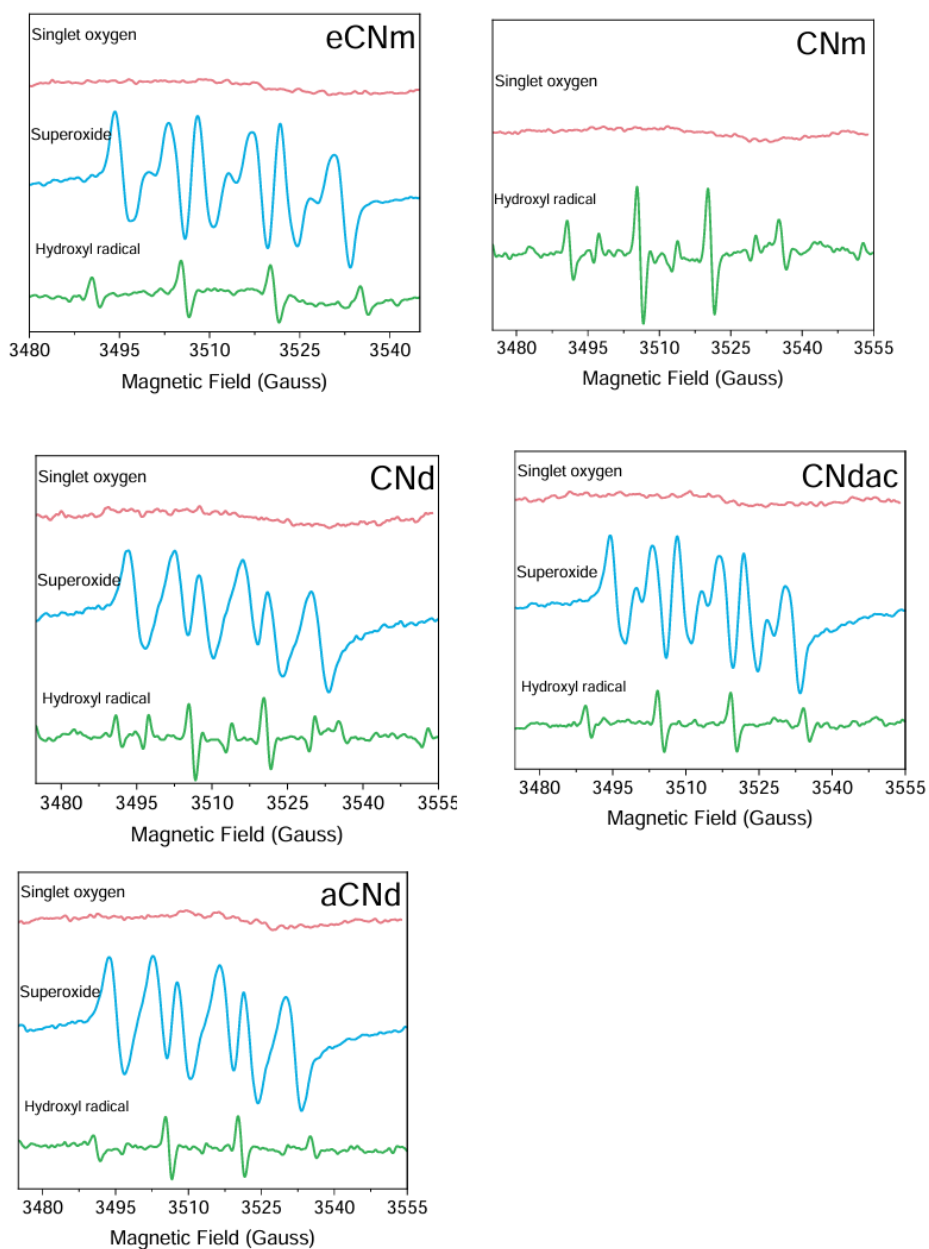 eCNm
Singlet oxygen
Superoxide
Hydroxyl radical
3480 3495 3510 3525 3540
Magnetic Field (Gauss)
CNm
Singlet oxygen
Hydroxyl radical
3480 3495 3510 3525 3540 3555
Magnetic Field (Gauss)
CNd
Singlet oxygen
Superoxide
Hydroxyl radical
3480 3495 3510 3525 3540 3555
Magnetic Field (Gauss)
CNdac
Singlet oxygen
Superoxide
Hydroxyl radical
3480 3495 3510 3525 3540 3555
Magnetic Field (Gauss)
aCNd
Singlet oxygen
Superoxide
Hydroxyl radical
3480 3495 3510 3525 3540 3555
Magnetic Field (Gauss)